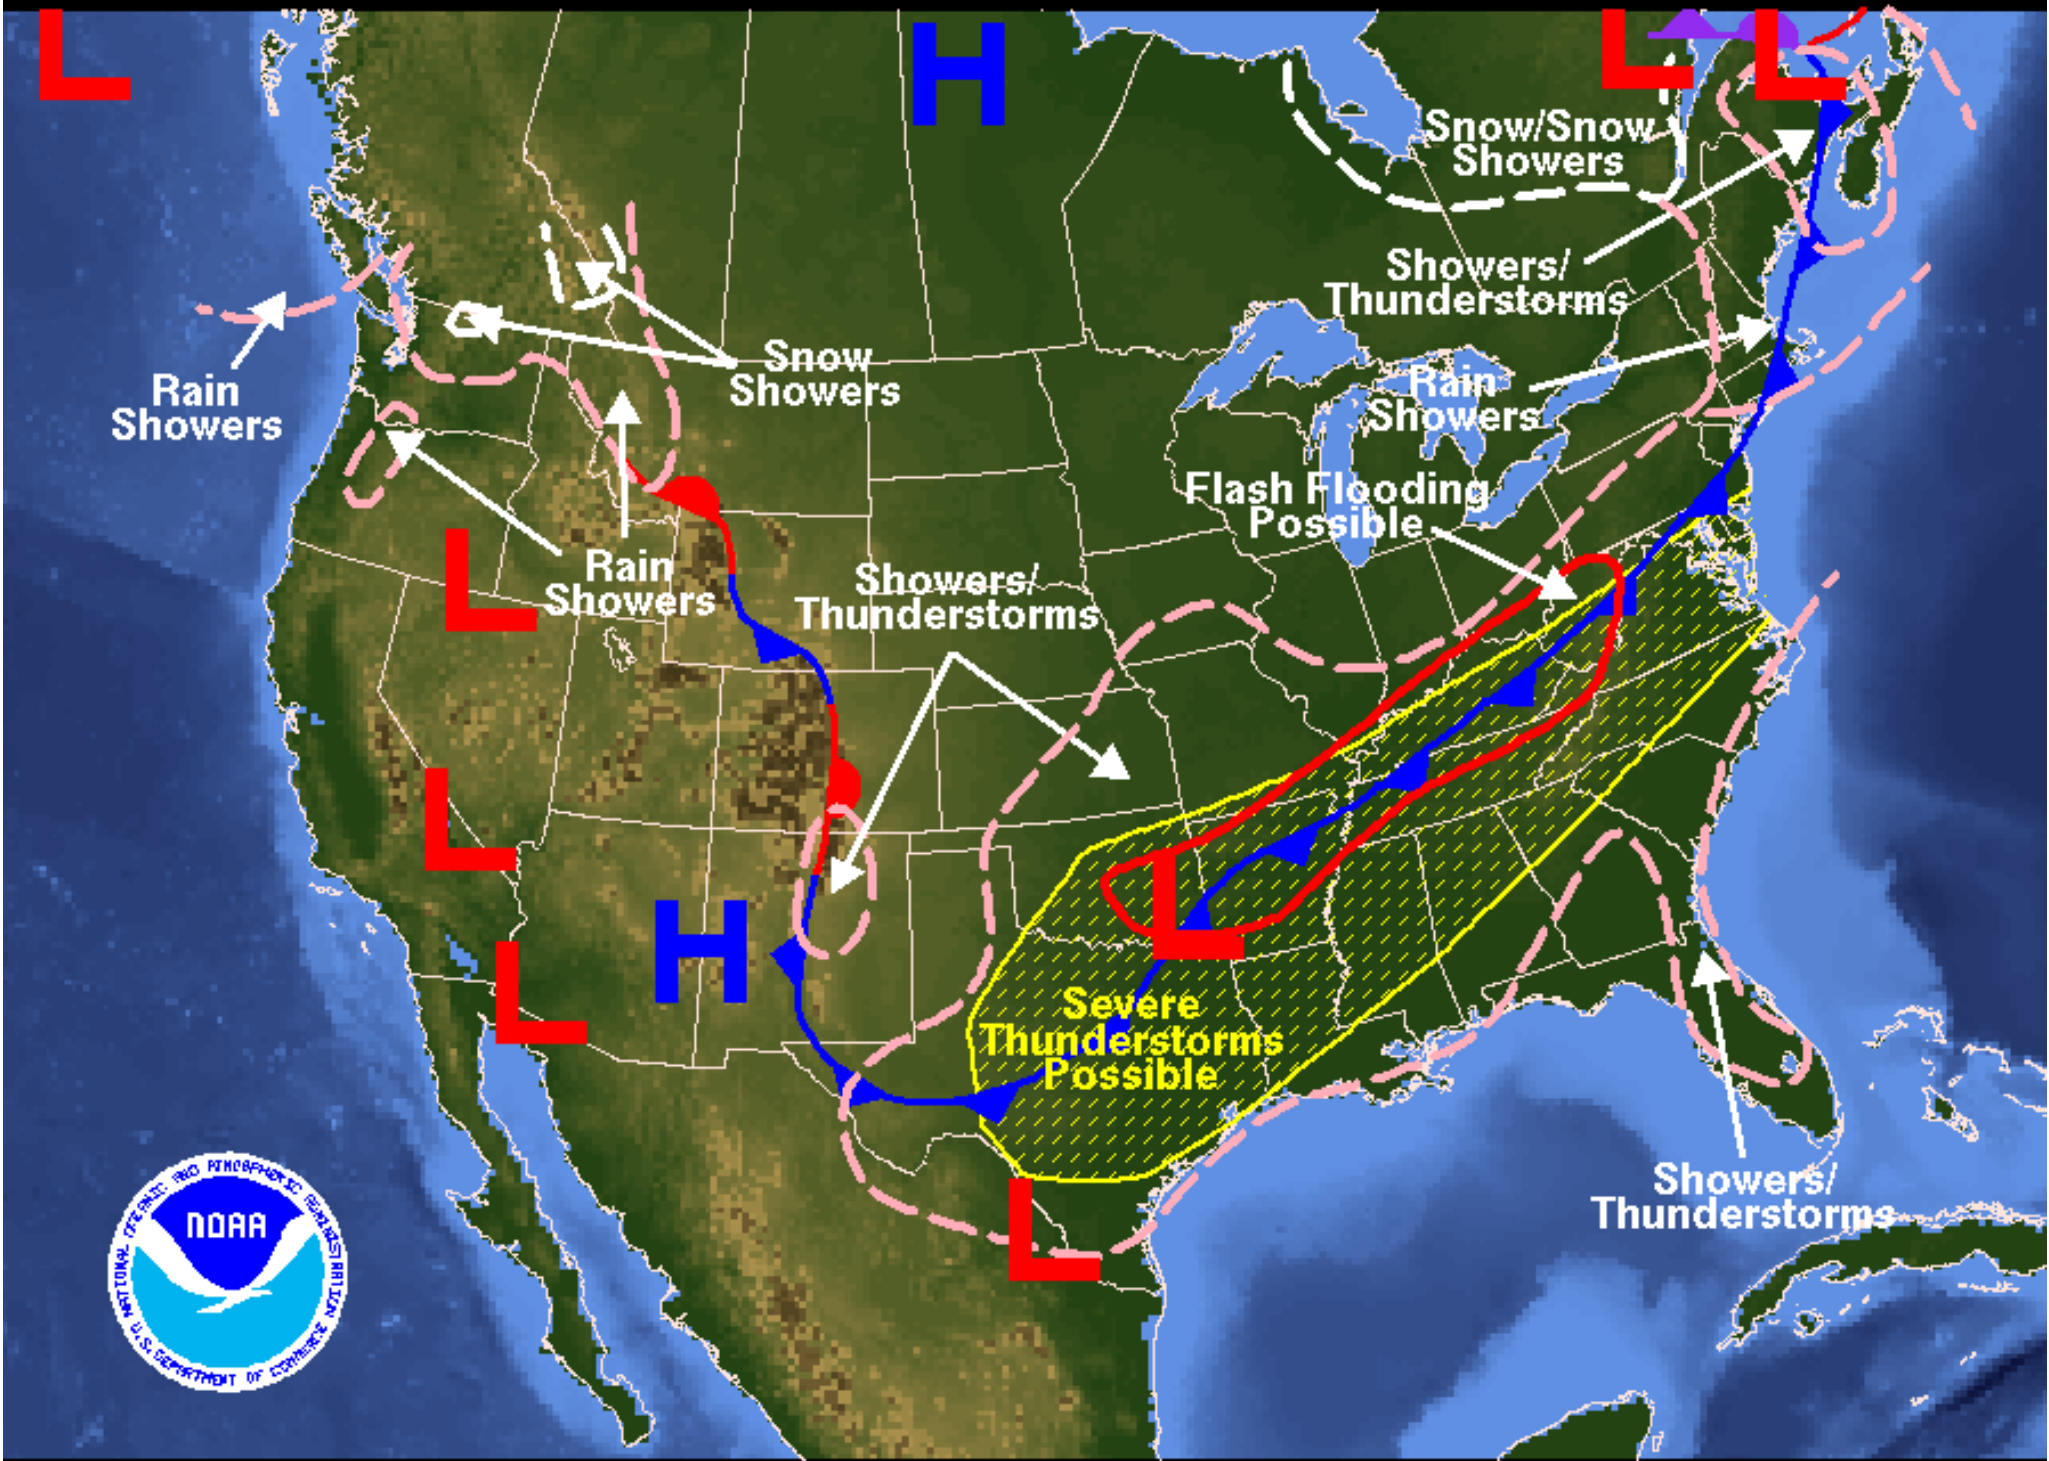 L
H
L
L
Snow/Snow
Showers
Showers/
Thunderstorms
Rain
Showers
Snow
Showers
Rain
Showers
Flash Flooding
Possible
L
Rain
Showers
Showers/
Thunderstorms
L
L
H
L
Severe
Thunderstorms
Possible
L
Showers/
Thunderstorms
NATIONAL OCEANIC AND ATMOSPHERIC ADMINISTRATION
NOAA
U.S. DEPARTMENT OF COMMERCE